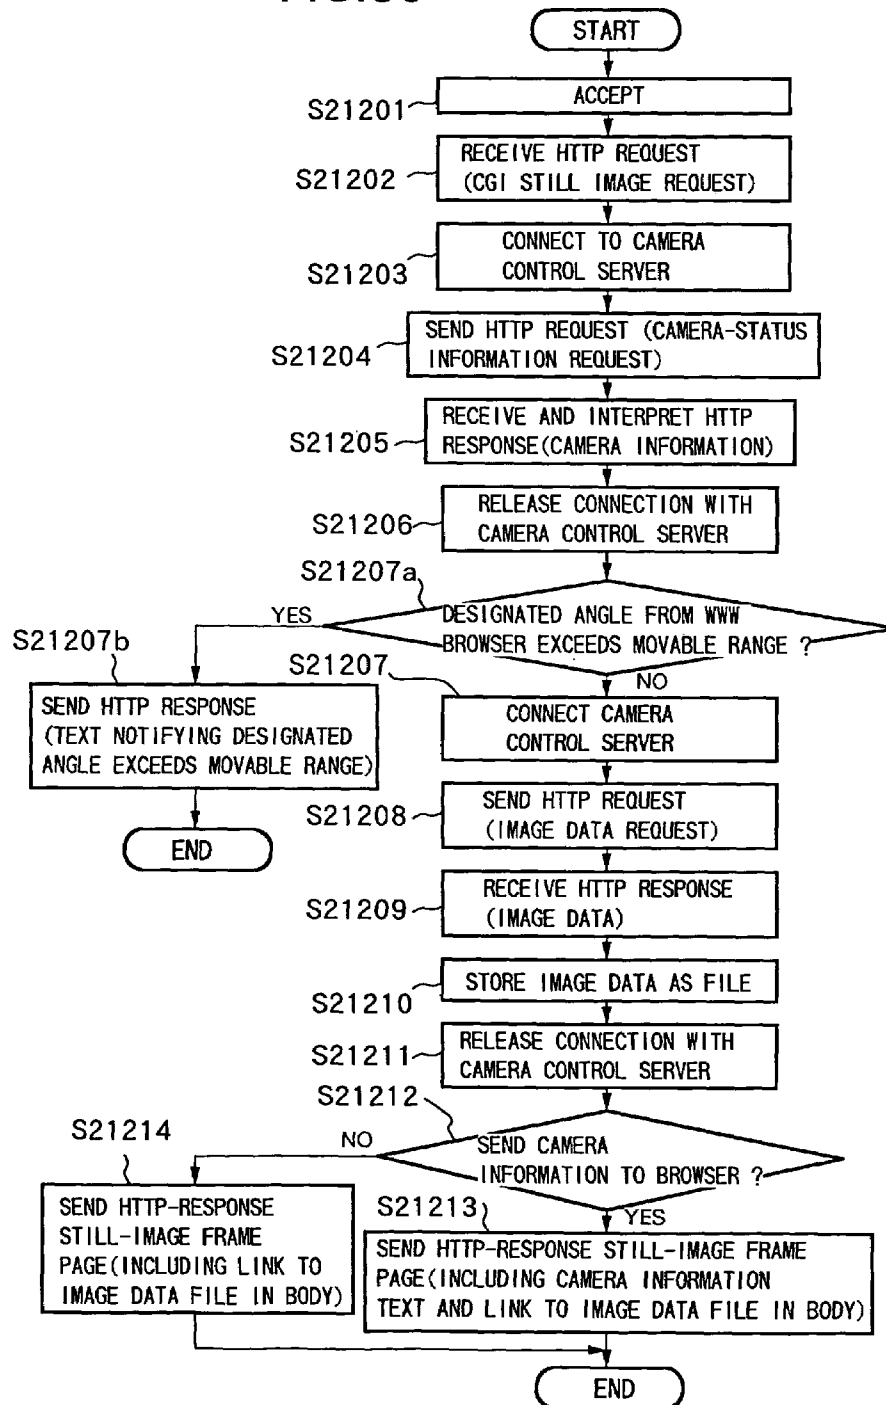 START
S21201
ACCEPT
S21202
RECEIVE HTTP REQUEST
(CGI STILL IMAGE REQUEST)
S21203
CONNECT TO CAMERA
CONTROL SERVER
S21204
SEND HTTP REQUEST (CAMERA-STATUS
INFORMATION REQUEST)
S21205
RECEIVE AND INTERPRET HTTP
RESPONSE(CAMERA INFORMATION)
S21206
RELEASE CONNECTION WITH
CAMERA CONTROL SERVER
S21207a
DESIGNATED ANGLE FROM WWW
BROWSER EXCEEDS MOVABLE RANGE ?
YES
NO
S21207b
SEND HTTP RESPONSE
(TEXT NOTIFYING DESIGNATED
ANGLE EXCEEDS MOVABLE RANGE)
END
S21207
CONNECT CAMERA
CONTROL SERVER
S21208
SEND HTTP REQUEST
(IMAGE DATA REQUEST)
S21209
RECEIVE HTTP RESPONSE
(IMAGE DATA)
S21210
STORE IMAGE DATA AS FILE
S21211
RELEASE CONNECTION WITH
CAMERA CONTROL SERVER
S21212
SEND CAMERA
INFORMATION TO BROWSER ?
NO
YES
S21214
SEND HTTP-RESPONSE
STILL-IMAGE FRAME
PAGE(INCLUDING LINK TO
IMAGE DATA FILE IN BODY)
S21213
SEND HTTP-RESPONSE STILL-IMAGE FRAME
PAGE(INCLUDING CAMERA INFORMATION
TEXT AND LINK TO IMAGE DATA FILE IN BODY)
END